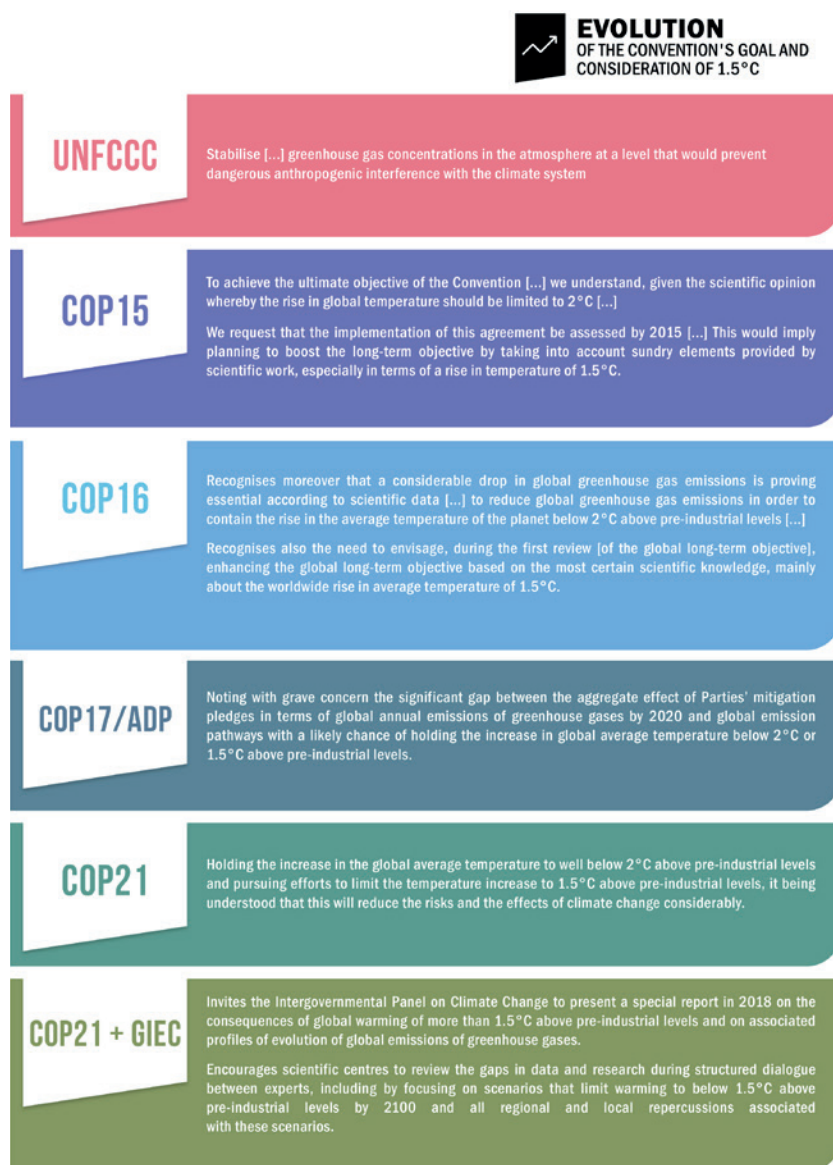 EVOLUTION
OF THE CONVENTION'S GOAL AND
CONSIDERATION OF 1.5°C
UNFCCC
Stabilise [...] greenhouse gas concentrations in the atmosphere at a level that would prevent
dangerous anthropogenic interference with the climate system
COP15
To achieve the ultimate objective of the Convention [...] we understand, given the scientific opinion
whereby the rise in global temperature should be limited to 2°C [...]
We request that the implementation of this agreement be assessed by 2015 [...] This would imply
planning to boost the long-term objective by taking into account sundry elements provided by
scientific work, especially in terms of a rise in temperature of 1.5°C.
COP16
Recognises moreover that a considerable drop in global greenhouse gas emissions is proving
essential according to scientific data [...] to reduce global greenhouse gas emissions in order to
contain the rise in the average temperature of the planet below 2°C above pre-industrial levels [...]
Recognises also the need to envisage, during the first review [of the global long-term objective],
enhancing the global long-term objective based on the most certain scientific knowledge, mainly
about the worldwide rise in average temperature of 1.5°C.
COP17/ADP
Noting with grave concern the significant gap between the aggregate effect of Parties' mitigation
pledges in terms of global annual emissions of greenhouse gases by 2020 and global emission
pathways with a likely chance of holding the increase in global average temperature below 2°C or
1.5°C above pre-industrial levels.
COP21
Holding the increase in the global average temperature to well below 2°C above pre-industrial levels
and pursuing efforts to limit the temperature increase to 1.5°C above pre-industrial levels, it being
understood that this will reduce the risks and the effects of climate change considerably.
COP21 + GIEC
Invites the Intergovernmental Panel on Climate Change to present a special report in 2018 on the
consequences of global warming of more than 1.5°C above pre-industrial levels and on associated
profiles of evolution of global emissions of greenhouse gases.
Encourages scientific centres to review the gaps in data and research during structured dialogue
between experts, including by focusing on scenarios that limit warming to below 1.5°C above
pre-industrial levels by 2100 and all regional and local repercussions associated
with these scenarios.